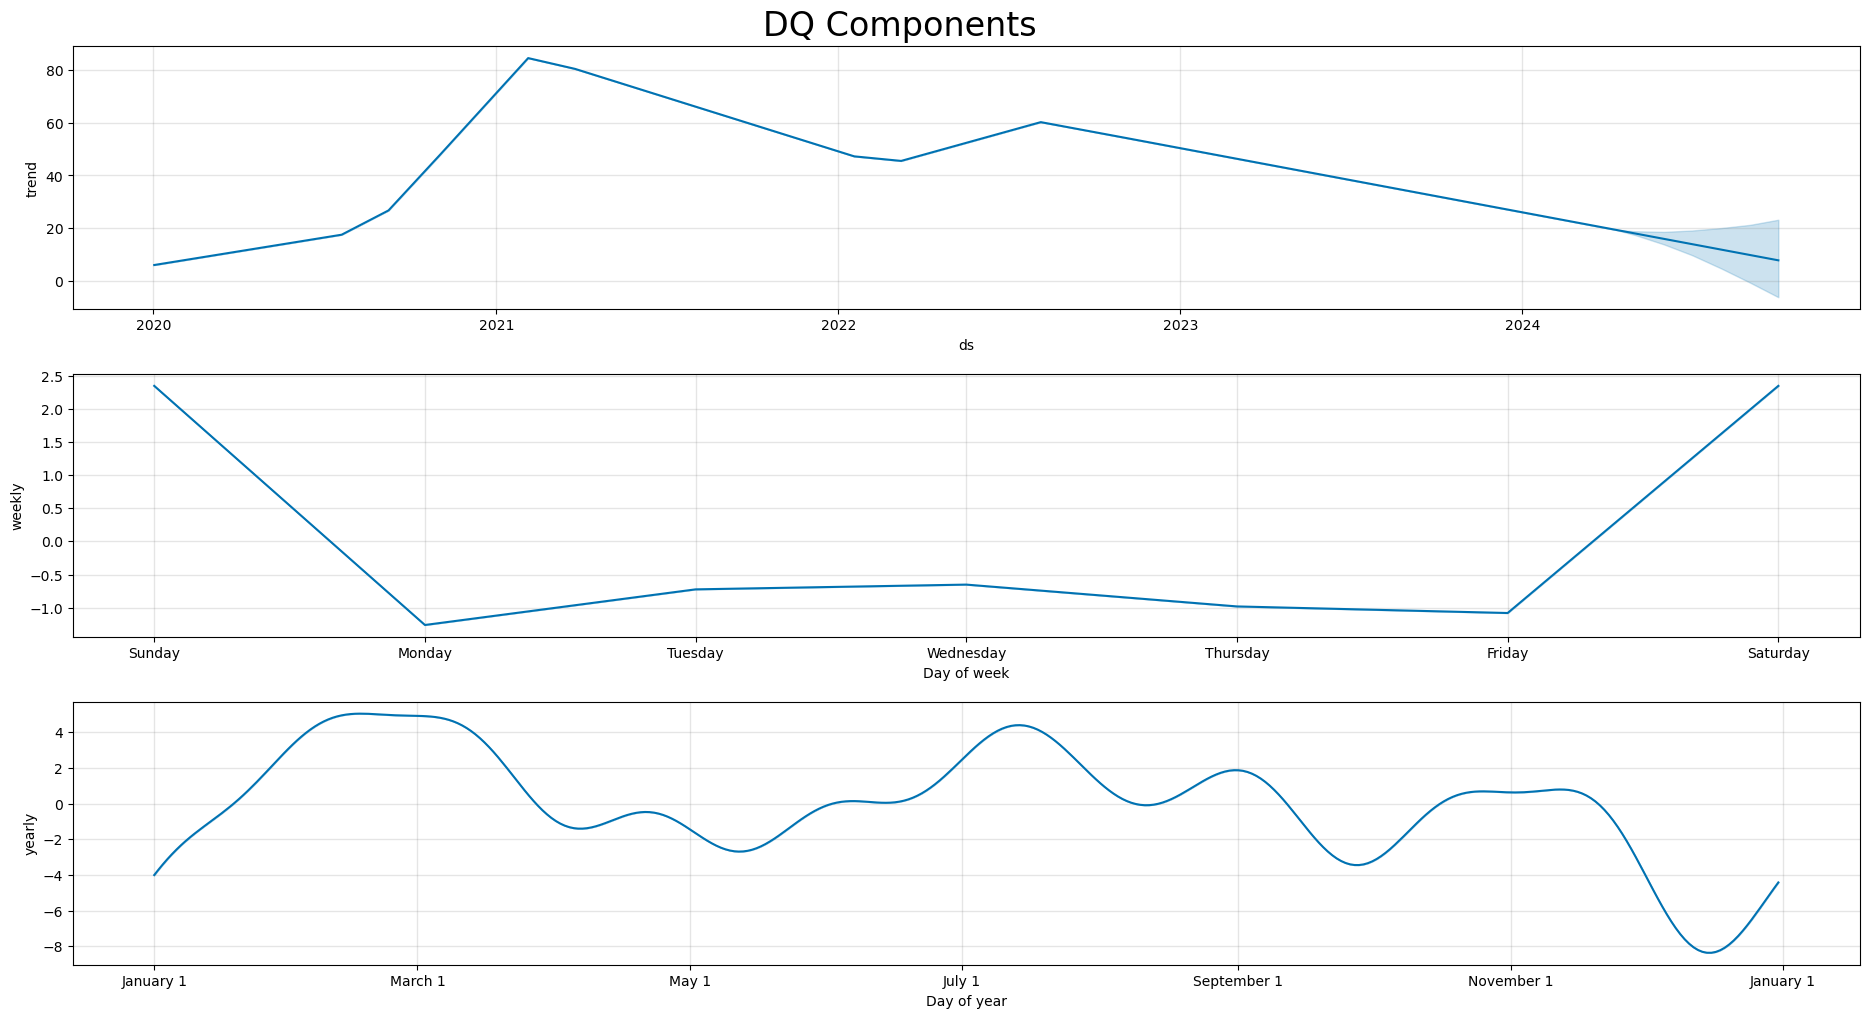 DQ Components
trend
80
60
40
20
0
2020 2021 2022 2023 2024
ds
weekly
2.5
2.0
1.5
1.0
0.5
0.0
−0.5
−1.0
Sunday Monday Tuesday Wednesday Thursday Friday Saturday
Day of week
yearly
4
2
0
−2
−4
−6
−8
January 1 March 1 May 1 July 1 September 1 November 1 January 1
Day of year